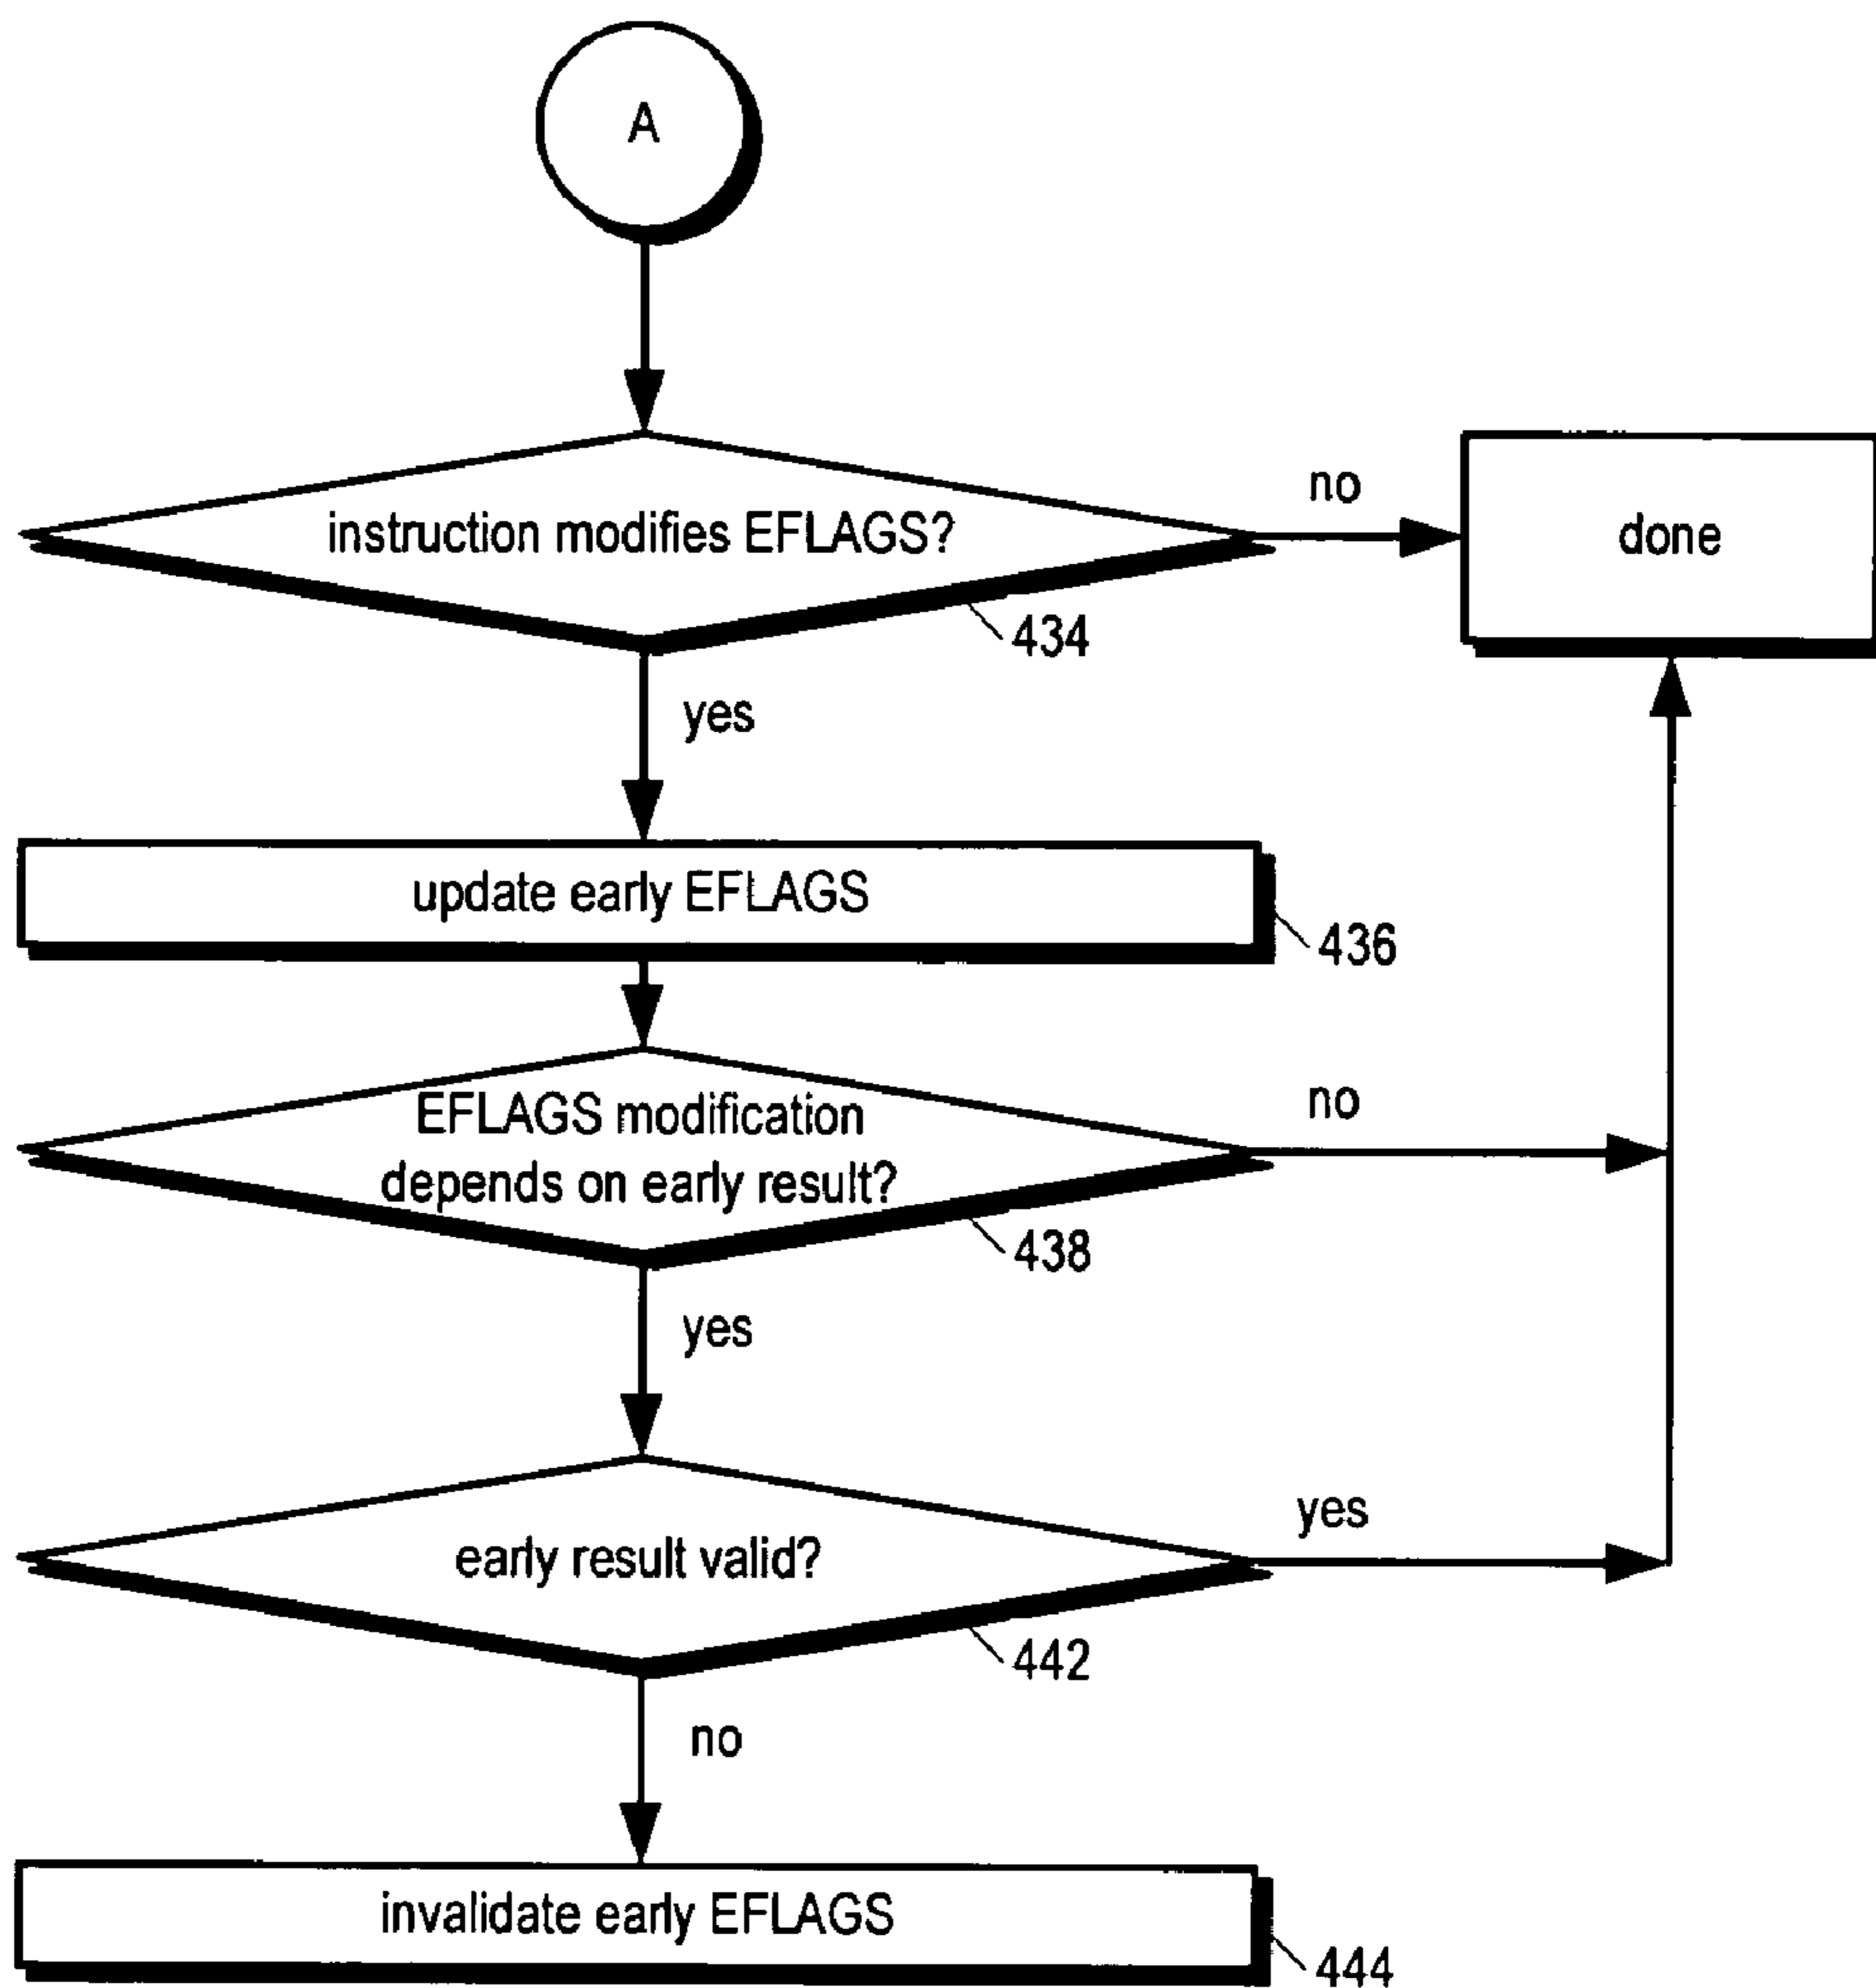 A
instruction modifies EFLAGS?
no
done
434
yes
update early EFLAGS
436
EFLAGS modification
depends on early result?
no
438
yes
early result valid?
yes
442
no
invalidate early EFLAGS
444